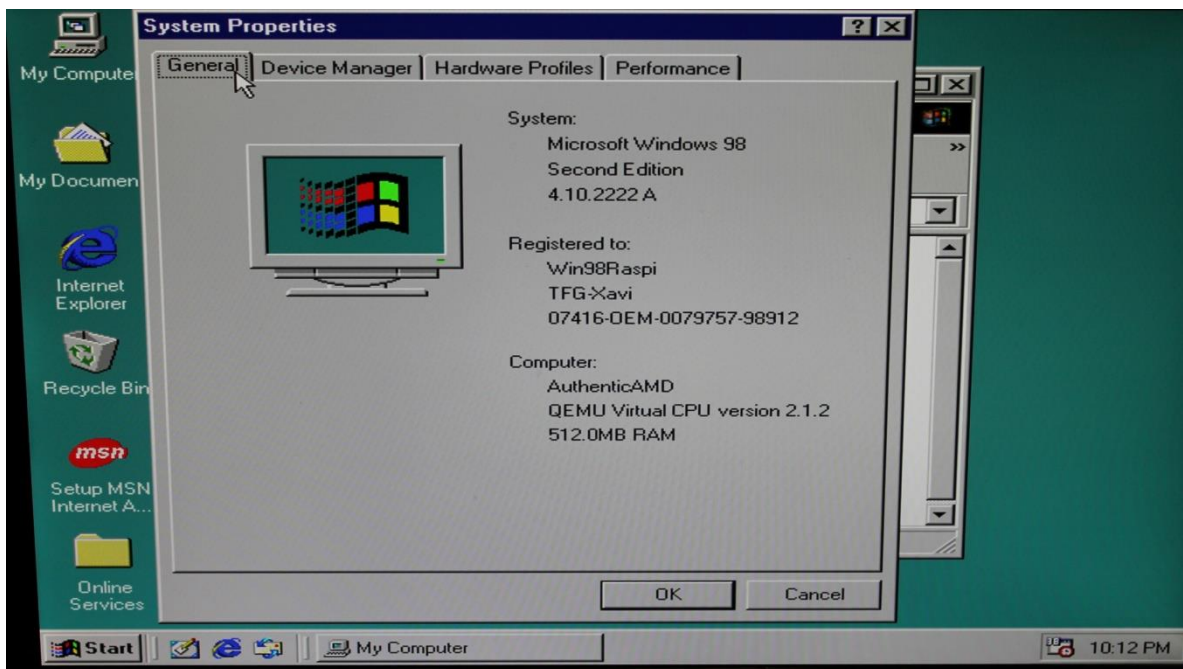 System Properties
My Compute
General
Device Manager
Hardware Profiles
Performance
System:
Microsoft Windows 98
Second Edition
4.10.2222 A
Registered to:
Win98Raspi
TFG-Xavi
07416-OEM-0079757-98912
Computer:
AuthenticAMD
QEMU Virtual CPU version 2.1.2
512.0MB RAM
My Documen
Internet
Explorer
Recycle Bin
msn
Setup MSN
Internet A...
Online
Services
OK
Cancel
Start
My Computer
10:12 PM